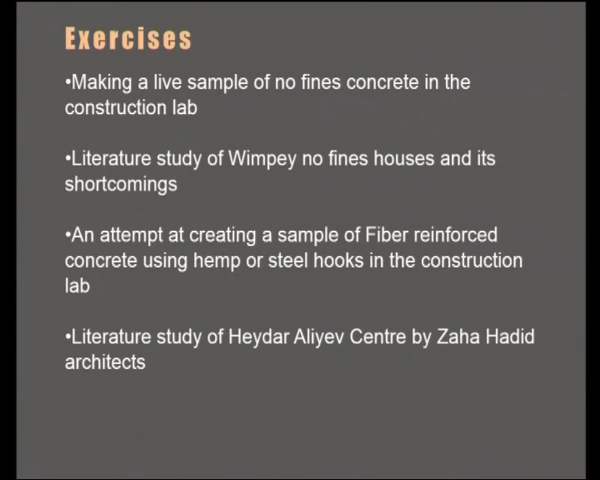 Exercises
•Making a live sample of no fines concrete in the
construction lab
•Literature study of Wimpey no fines houses and its
shortcomings
•An attempt at creating a sample of Fiber reinforced
concrete using hemp or steel hooks in the construction
lab
•Literature study of Heydar Aliyev Centre by Zaha Hadid
architects